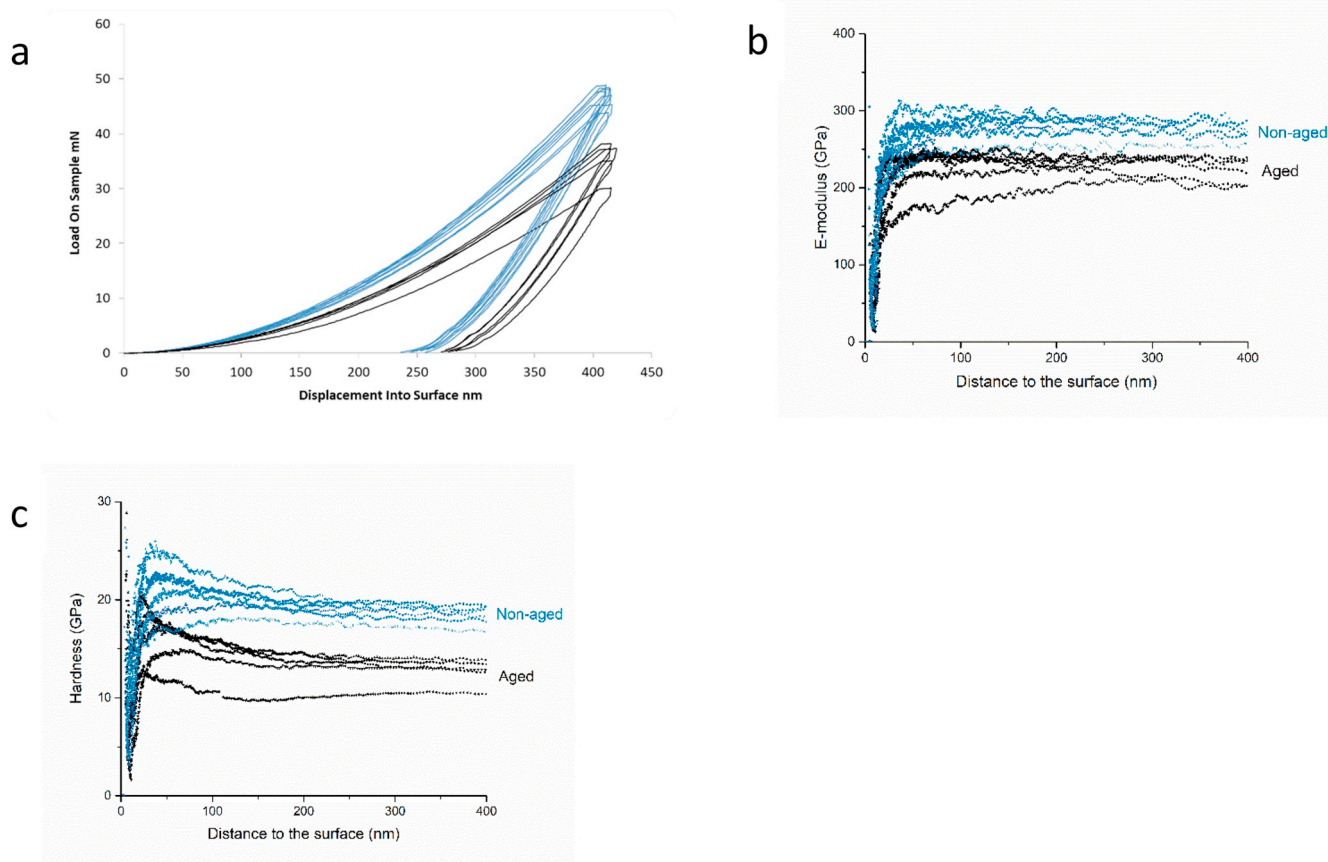 a
60
50
40
30
20
10
0
Load On Sample mN
0 50 100 150 200 250 300 350 400 450
Displacement Into Surface nm
b
400
300
200
100
0
E-modulus (GPa)
Non-aged
Aged
0 100 200 300 400
Distance to the surface (nm)
c
30
20
10
0
Hardness (GPa)
Non-aged
Aged
0 100 200 300 400
Distance to the surface (nm)